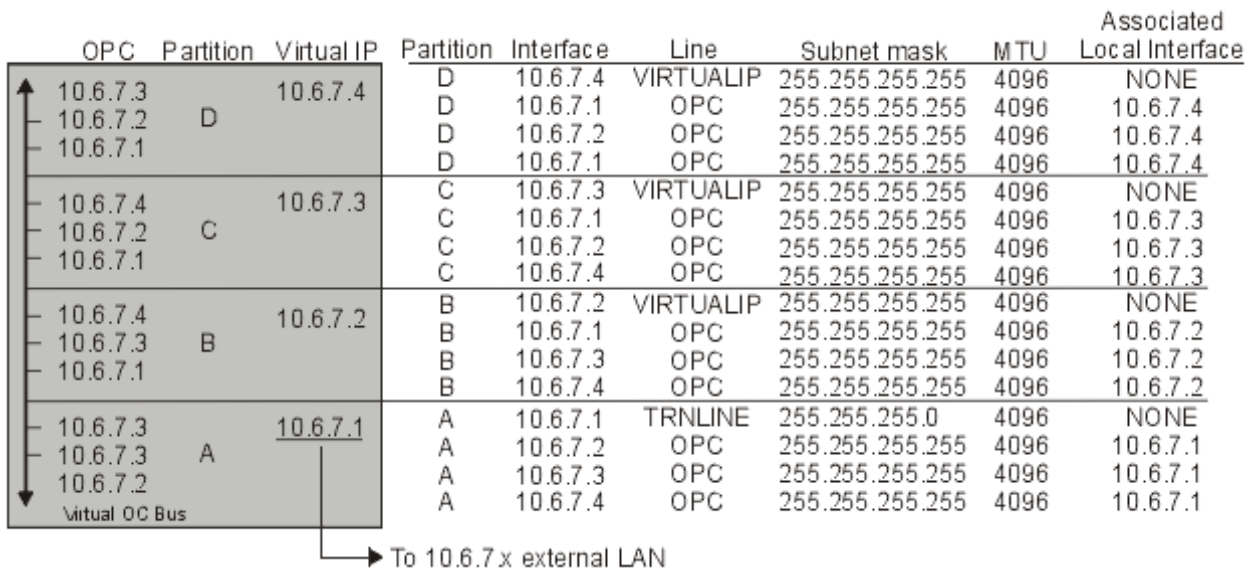 Associated
OPC Partition Virtual IP Partition Interface Line Subnet mask MTU Local Interface
10.6.7.3
10.6.7.2
10.6.7.1
D
10.6.7.4
D 10.6.7.4 VIRTUALIP 255.255.255.255 4096 NONE
D 10.6.7.1 OPC 255.255.255.255 4096 10.6.7.4
D 10.6.7.2 OPC 255.255.255.255 4096 10.6.7.4
D 10.6.7.1 OPC 255.255.255.255 4096 10.6.7.4
10.6.7.4
10.6.7.2
10.6.7.1
C
10.6.7.3
C 10.6.7.3 VIRTUALIP 255.255.255.255 NONE
C 10.6.7.1 OPC 255.255.255.255 4096 10.6.7.3
C 10.6.7.2 OPC 255.255.255.255 4096 10.6.7.3
C 10.6.7.4 OPC 255.255.255.255 4096 10.6.7.3
10.6.7.4
10.6.7.3
10.6.7.1
B
10.6.7.2
B 10.6.7.2 VIRTUALIP 255.255.255.255 4096 NONE
B 10.6.7.1 OPC 255.255.255.255 4096 10.6.7.2
B 10.6.7.3 OPC 255.255.255.255 4096 10.6.7.2
B 10.6.7.4 OPC 255.255.255.255 4096 10.6.7.2
10.6.7.3
10.6.7.3
10.6.7.2
A
10.6.7.1
A 10.6.7.1 TRNLINE 255.255.255.0 4096 NONE
A 10.6.7.2 OPC 255.255.255.255 4096 10.6.7.1
A 10.6.7.3 OPC 255.255.255.255 4096 10.6.7.1
A 10.6.7.4 OPC 255.255.255.255 4096 10.6.7.1
Virtual OC Bus
To 10.6.7.x external LAN